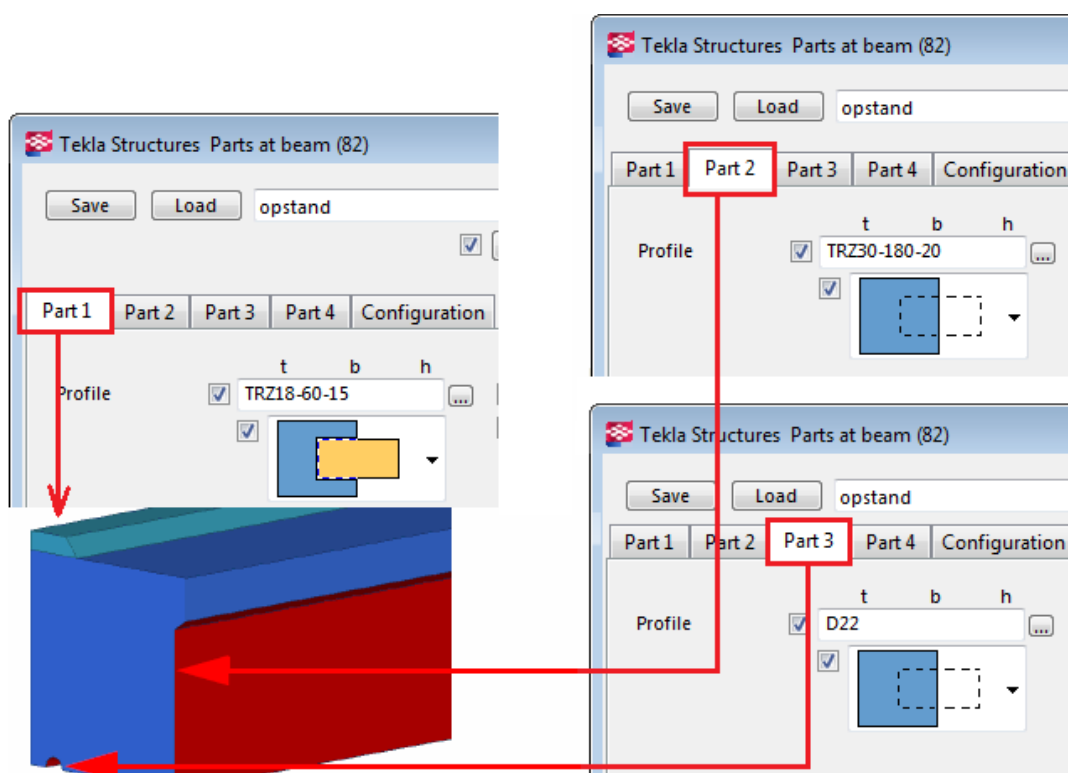 Tekla Structures Parts at beam (82)
Save Load opstand
Part 1 Part 2 Part 3 Part 4 Configuration
t b h
Profile TRZ18-60-15 ...
Tekla Structures Parts at beam (82)
Save Load opstand
Part 1 Part 2 Part 3 Part 4 Configuration
t b h
Profile TRZ30-180-20 ...
Tekla Structures Parts at beam (82)
Save Load opstand
Part 1 Part 2 Part 3 Part 4 Configuration
t b h
Profile D22 ...